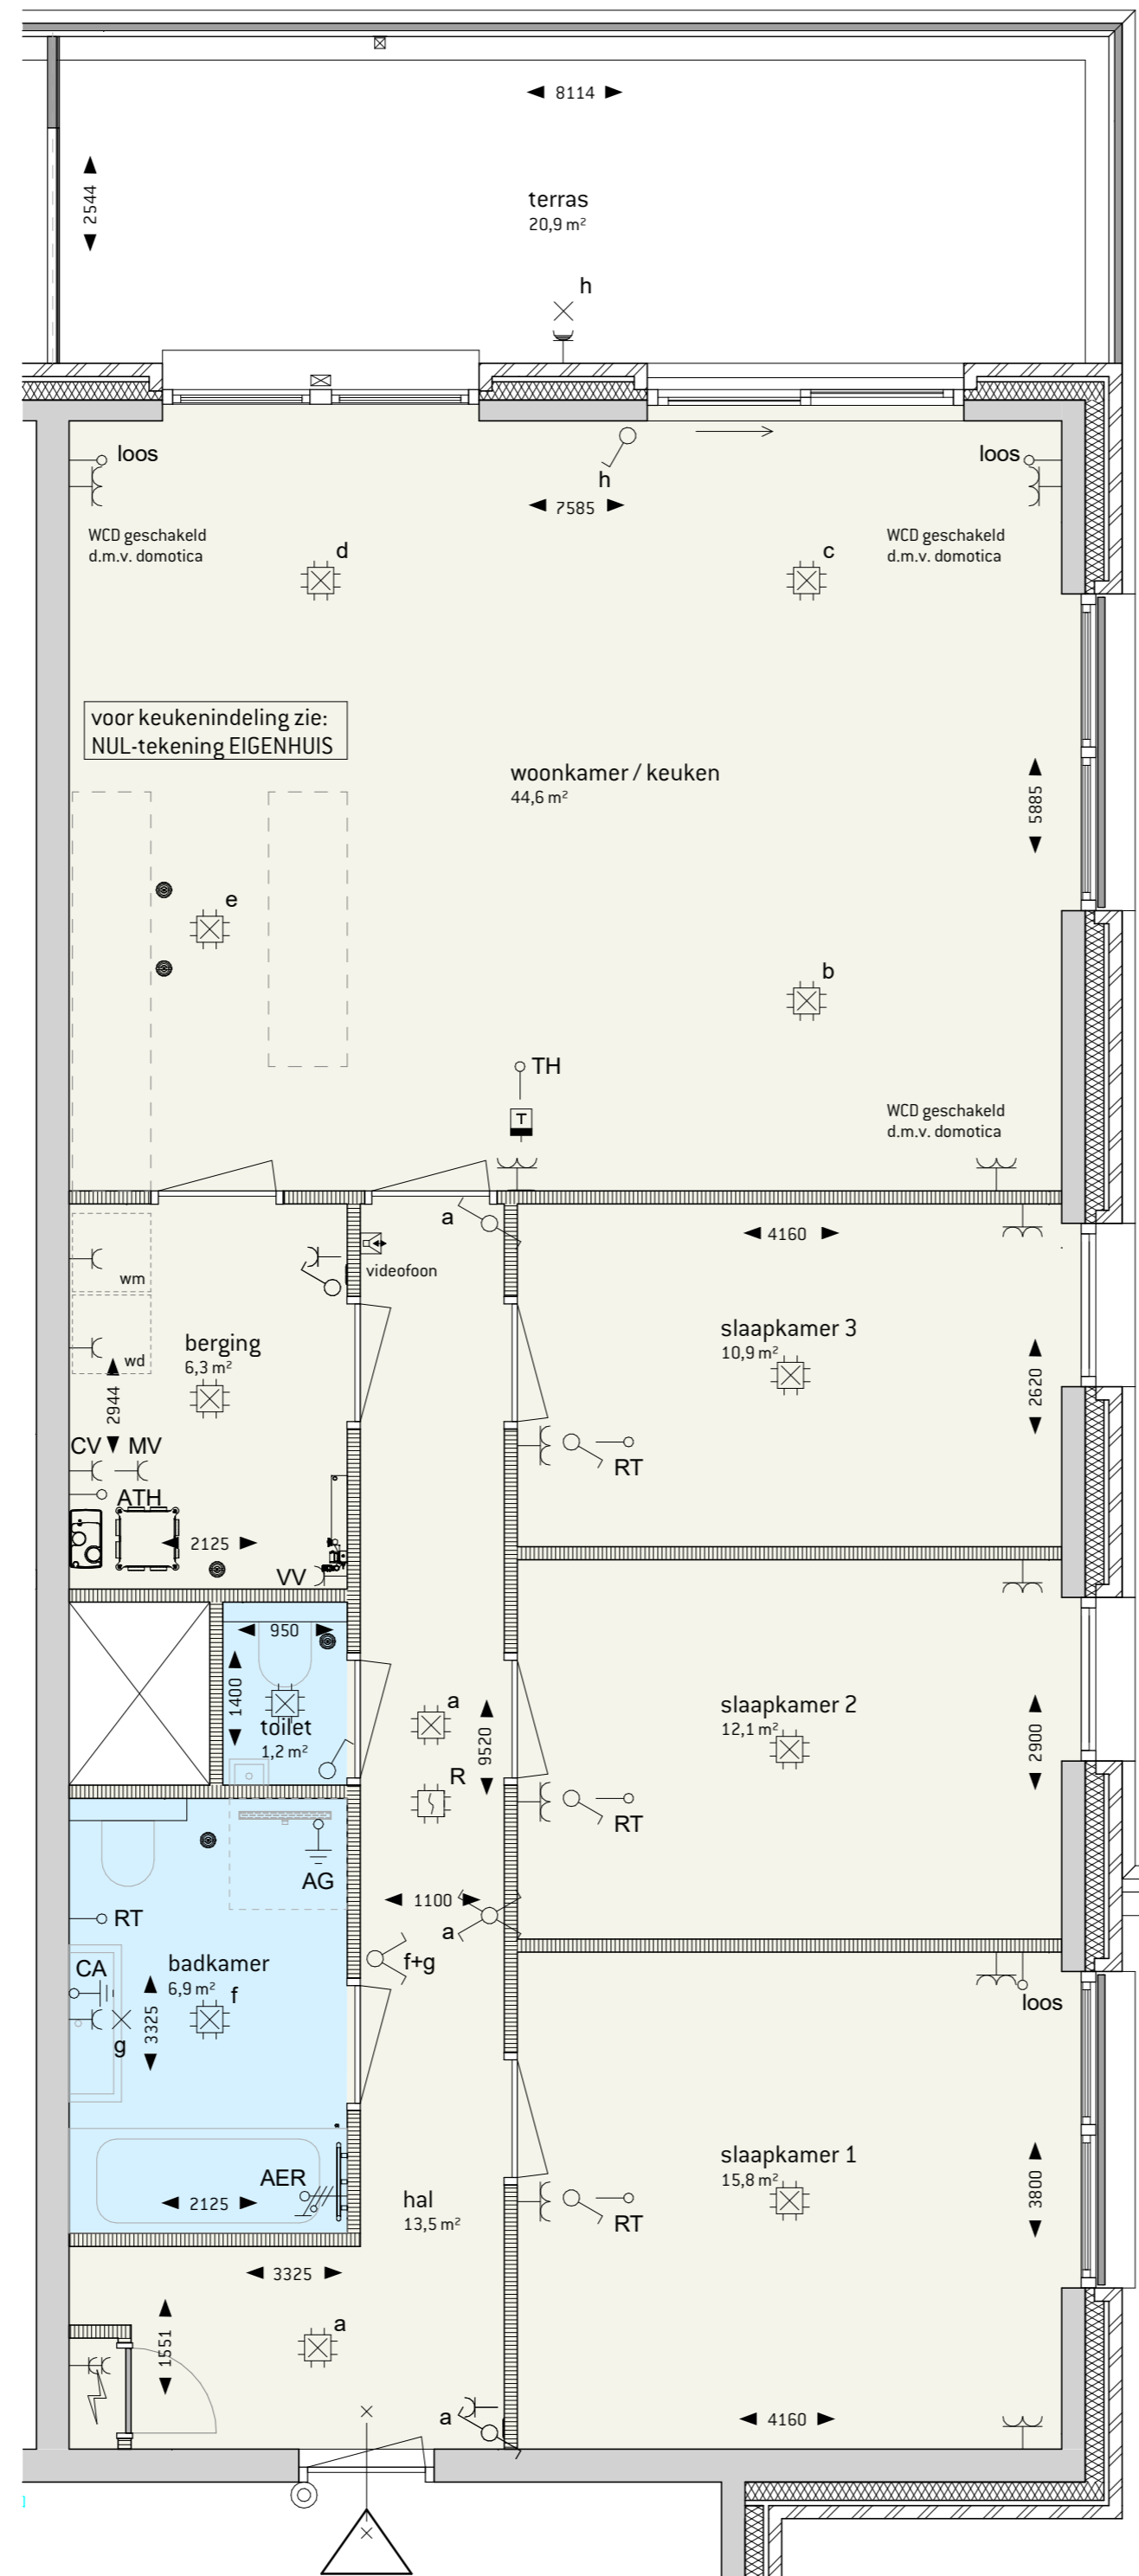 8114
2544
terras
20,9 m²
h
loos
loos
h
7585
WCD geschakeld
d.m.v. domotica
d
c
WCD geschakeld
d.m.v. domotica
voor keukenindeling zie:
NUL-tekening EIGENHUIS
woonkamer / keuken
44,6 m²
5885
e
b
TH
T
WCD geschakeld
d.m.v. domotica
a
4160
videofoon
wm
berging
6,3 m²
wd
2944
slaapkamer 3
10,9 m²
2620
CV
MV
RT
ATH
2125
VV
950
1400
toilet
1,2 m²
a
9520
slaapkamer 2
12,1 m²
2900
R
RT
AG
1100
RT
a
f+g
badkamer
6,9 m²
CA
f
3325
g
loos
slaapkamer 1
15,8 m²
3800
AER
2125
hal
13,5 m²
RT
3325
a
1551
a
4160